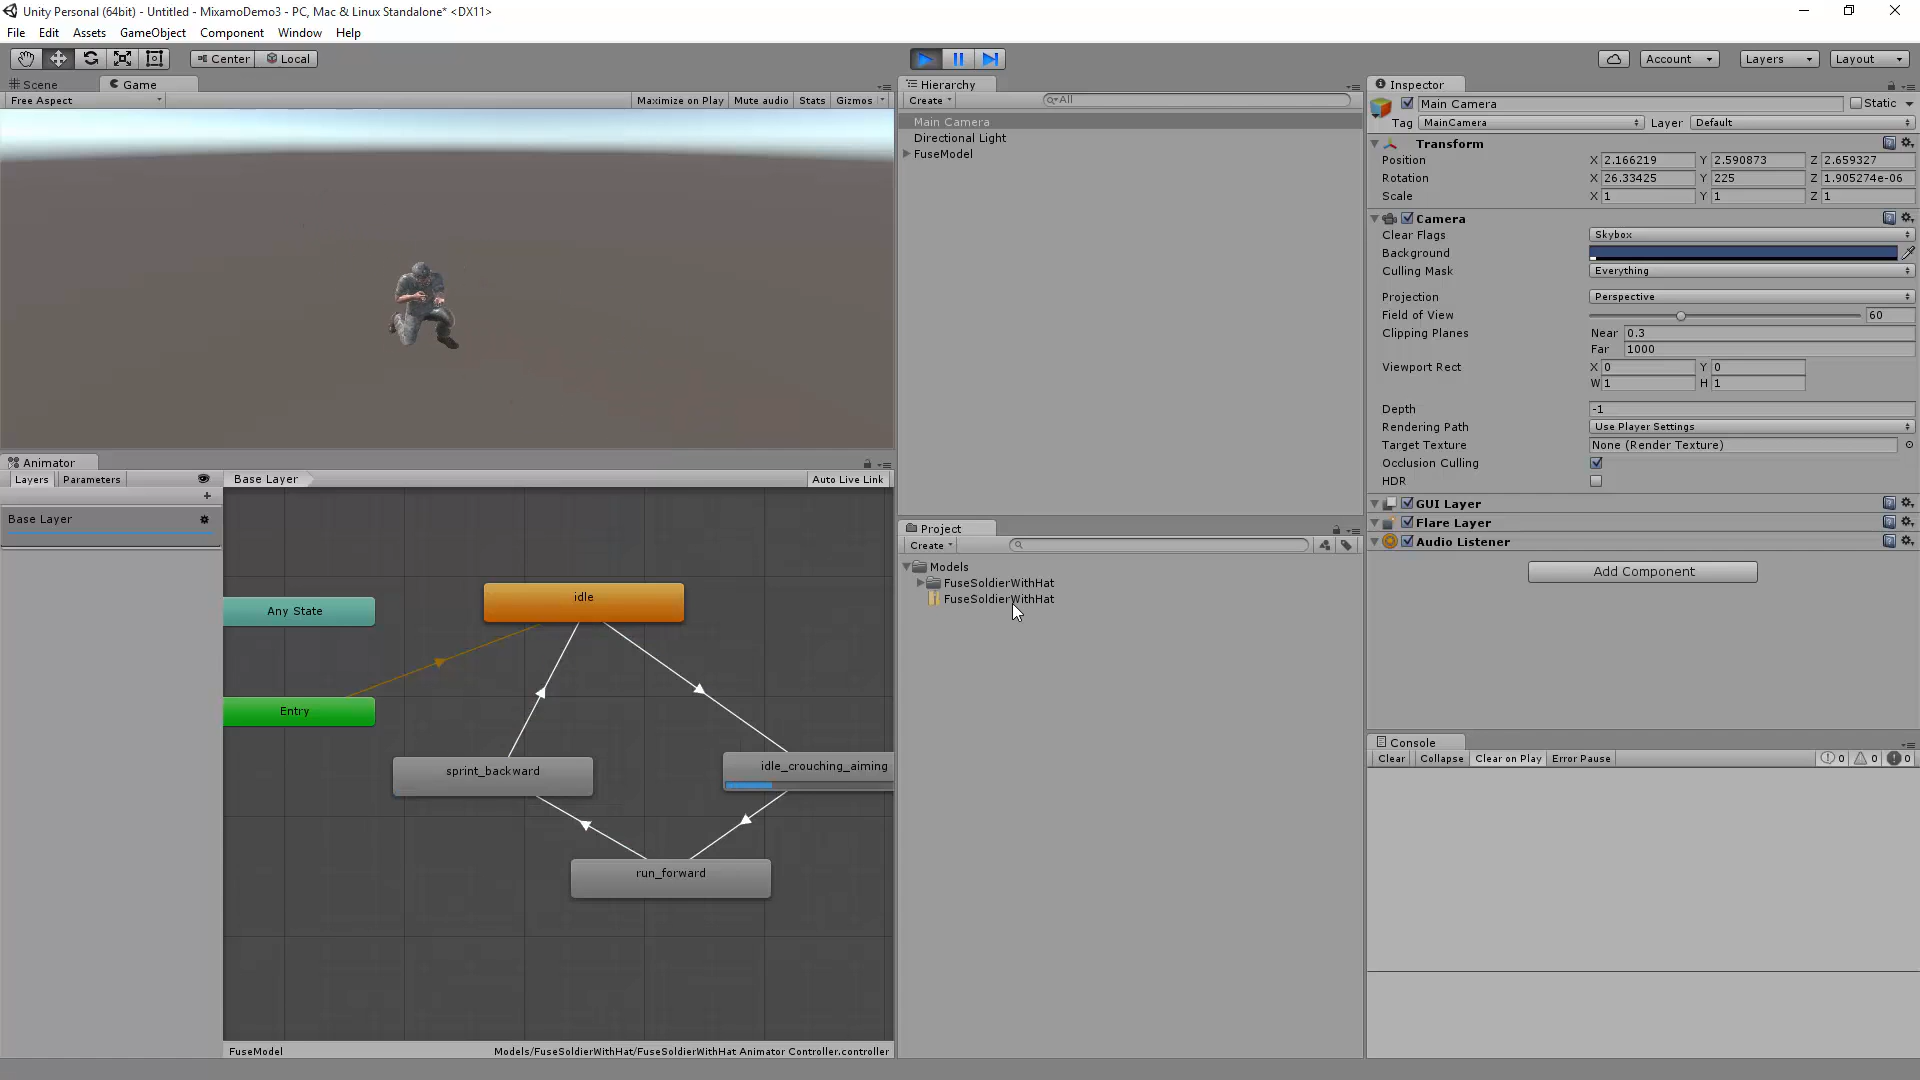 Unity Personal (64bit) - Untitled - MixamoDemo3 - PC, Mac & Linux Standalone* <DX11>
File Edit Assets GameObject Component Window Help
Center Local
Account Layers Layout
Scene Game
Free Aspect
Maximize on Play Mute audio Stats Gizmos
Hierarchy
Create All
Main Camera
Directional Light
FuseModel
Inspector
Main Camera Static
Tag MainCamera Layer Default
Transform
Position X 2.166219 Y 2.590873 Z 2.659327
Rotation X 26.33425 Y 225 Z 1.905274e-06
Scale X 1 Y 1 Z 1
Camera
Clear Flags Skybox
Background
Culling Mask Everything
Projection Perspective
Field of View 60
Clipping Planes Near 0.3
Far 1000
Viewport Rect X 0 Y 0
W 1 H 1
Depth -1
Rendering Path Use Player Settings
Target Texture None (Render Texture)
Occlusion Culling
HDR
GUI Layer
Flare Layer
Audio Listener
Add Component
Animator
Layers Parameters
Base Layer Auto Live Link
Base Layer
Any State
idle
Entry
sprint_backward
idle_crouching_aiming
run_forward
FuseModel Models/FuseSoldierWithHat/FuseSoldierWithHat Animator Controller.controller
Project
Create
Models
FuseSoldierWithHat
FuseSoldierWithHat
Console
Clear Collapse Clear on Play Error Pause 0 0 0